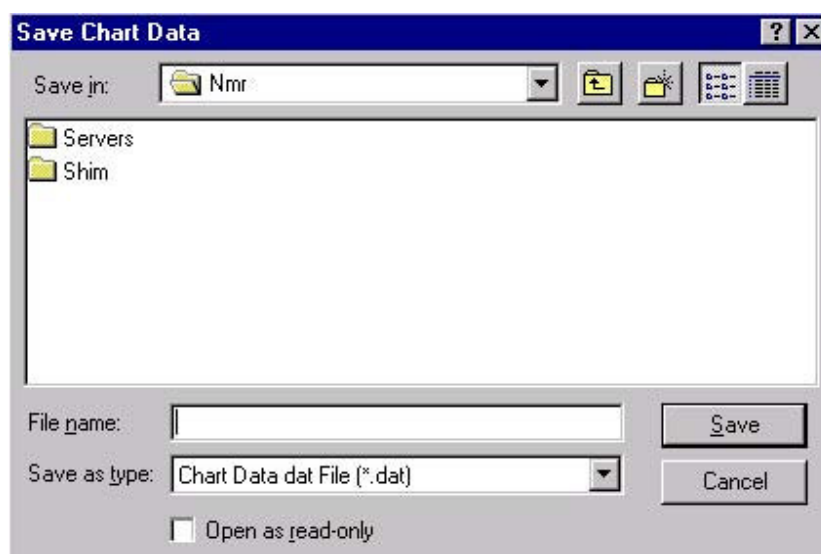 Save Chart Data
Save in: Nmr
Servers
Shim
File name: Save
Save as type: Chart Data dat File (*.dat) Cancel
Open as read-only